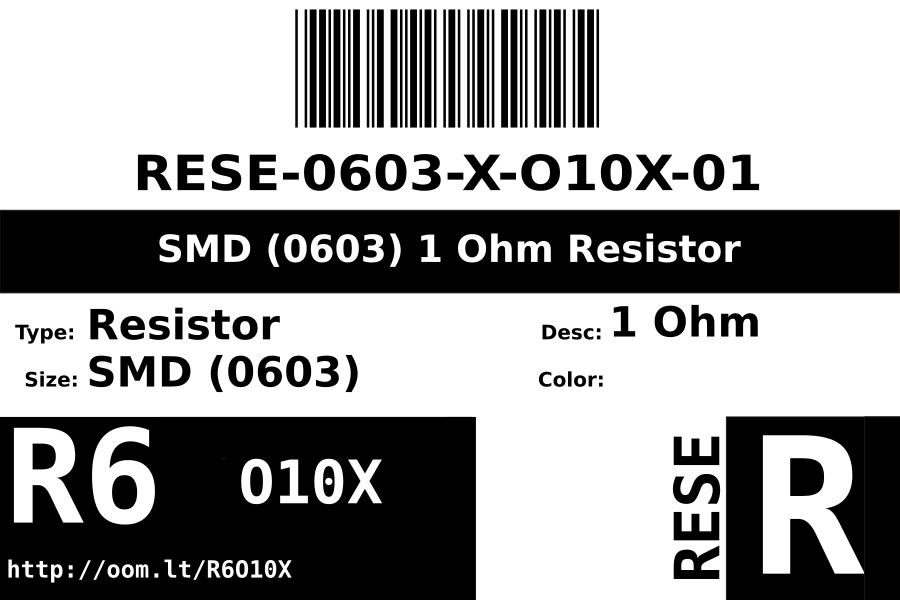 RESE-0603-X-O10X-01
SMD (0603) 1 Ohm Resistor
Type: Resistor
Desc: 1 Ohm
Size: SMD (0603)
Color:
R6
O10X
http://oom.lt/R6O10X
RESE
R